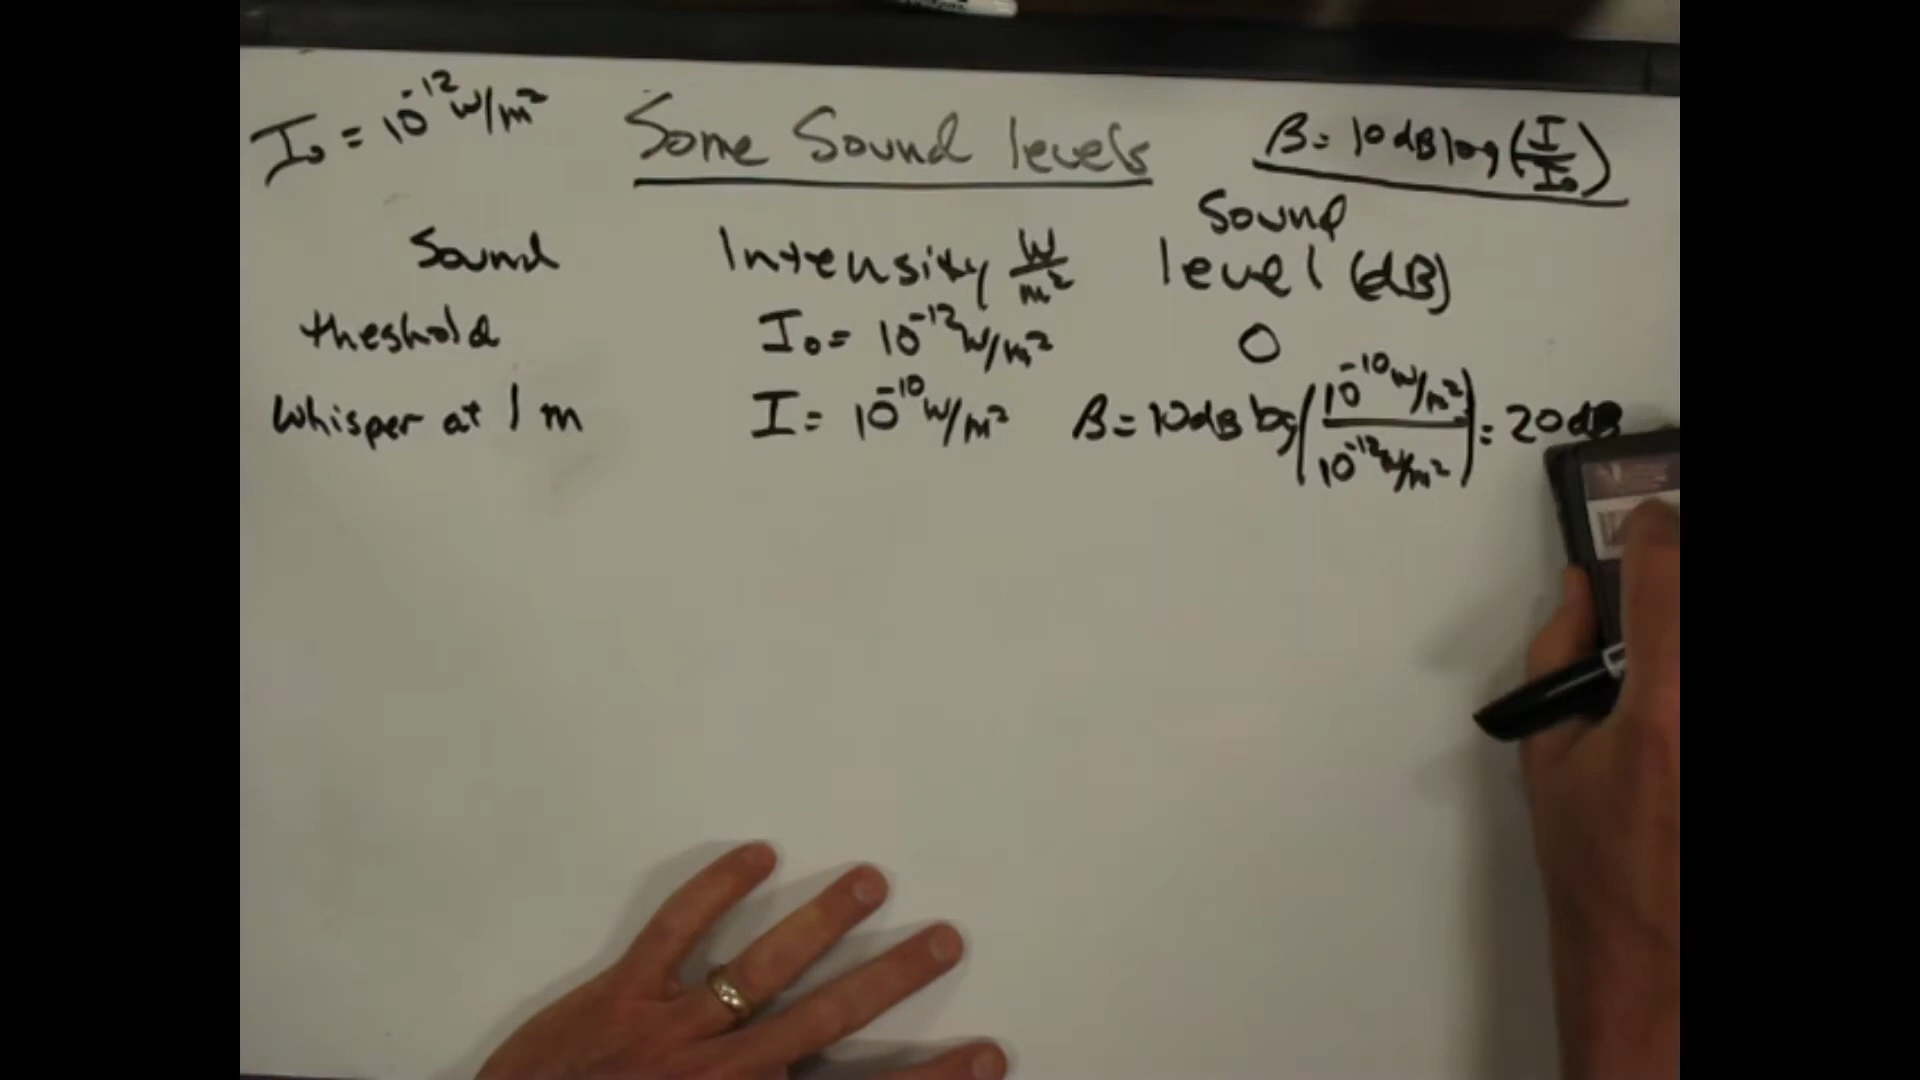 I₀ = 10⁻¹² W/m² Some Sound levels β = 10 dB log(I/I₀)
Sound Intensity W/m² Sound level (dB)
theshold I₀ = 10⁻¹² W/m² 0
Whisper at 1 m I = 10⁻¹⁰ W/m² β = 10 dB log(10⁻¹⁰ W/m² / 10⁻¹² W/m²) = 20 dB